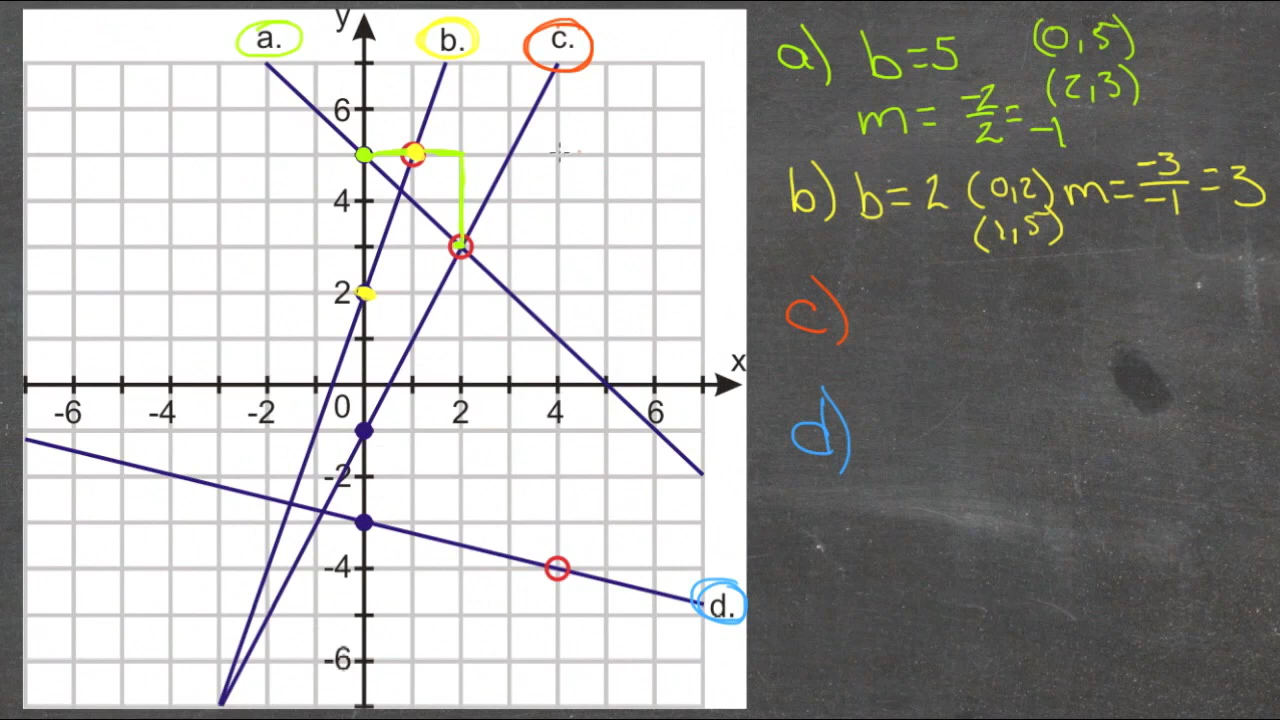 a. b. c.
y
6
4
2
x
-6 -4 -2 0 2 4 6
-2
-4
d.
-6
a) b=5 (0,5)
(2,3)
m = -2/2 = -1
b) b=2 (0,2) m = -3/-1 = 3
(1,5)
c)
d)